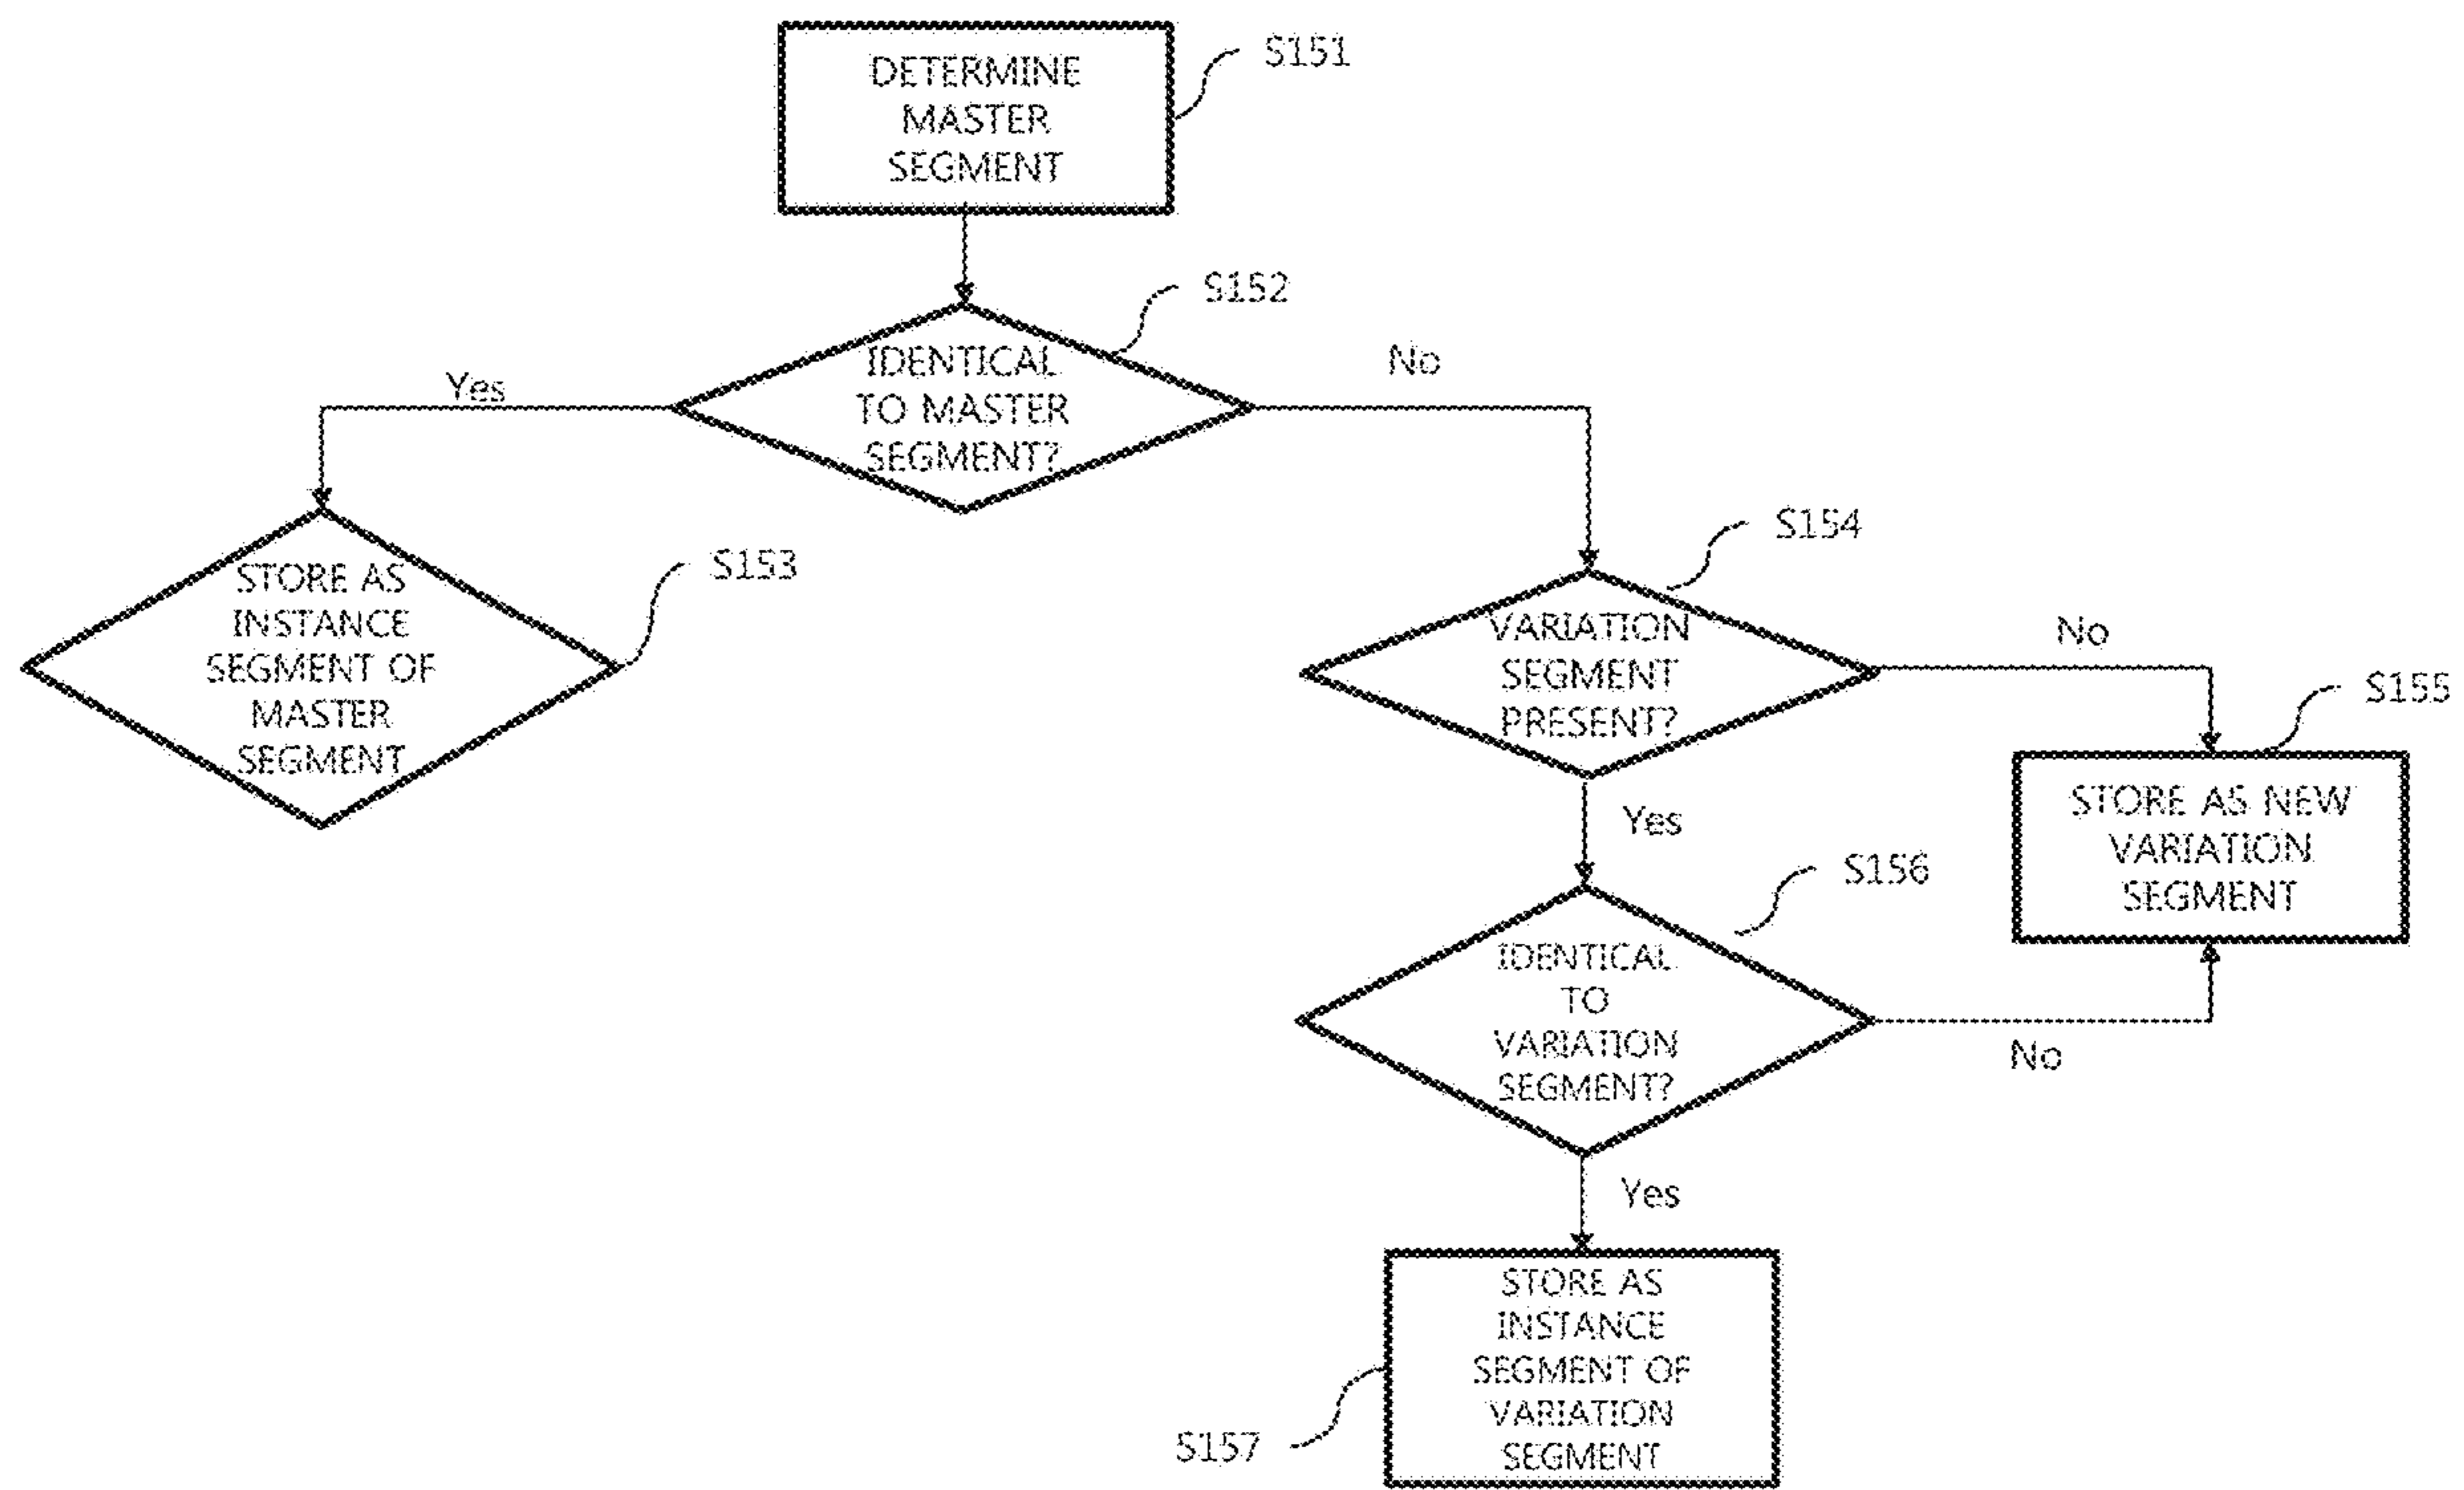 DETERMINE
MASTER
SEGMENT
S151
IDENTICAL
TO MASTER
SEGMENT?
S152
Yes
No
STORE AS
INSTANCE
SEGMENT OF
MASTER
SEGMENT
S153
VARIATION
SEGMENT
PRESENT?
S154
No
Yes
STORE AS NEW
VARIATION
SEGMENT
S155
IDENTICAL
TO
VARIATION
SEGMENT?
S156
No
Yes
STORE AS
INSTANCE
SEGMENT OF
VARIATION
SEGMENT
S157